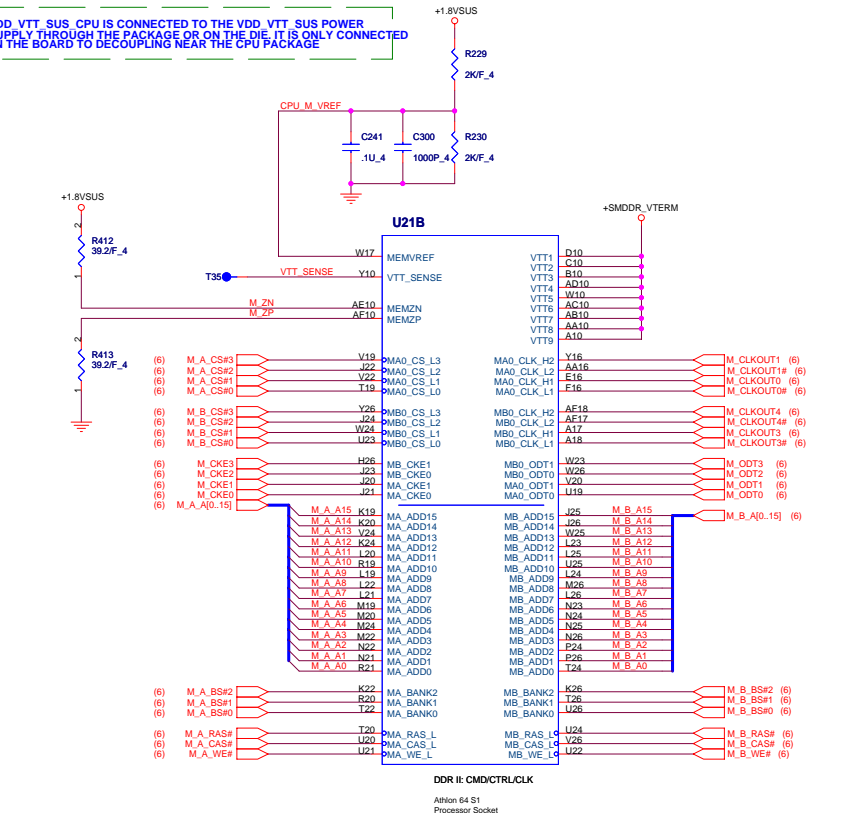 DD_VTT_SUS_CPU IS CONNECTED TO THE VDD_VTT_SUS POWER
UPPLY THROUGH THE PACKAGE OR ON THE DIE. IT IS ONLY CONNECTED
N THE BOARD TO DECOUPLING NEAR THE CPU PACKAGE
+1.8VSUS
R229
2K/F_4
CPU_M_VREF
C241
.1U_4
C300
1000P_4
R230
2K/F_4
+1.8VSUS
2
R412
39.2/F_4
1
+SMDDR_VTERM
U21B
W17 MEMVREF
T35 VTT_SENSE Y10 VTT_SENSE
M_ZN AE10 MEMZN
M_ZP AF10 MEMZP
VTT1 D10
VTT2 C10
VTT3 B10
VTT4 AD10
VTT5 W10
VTT6 AC10
VTT7 AB10
VTT8 AA10
VTT9 A10
2
R413
39.2/F_4
1
(6) M_A_CS#3 V19 MA0_CS_L3 MA0_CLK_H2 Y16 M_CLKOUT1 (6)
(6) M_A_CS#2 J22 MA0_CS_L2 MA0_CLK_L2 AA16 M_CLKOUT1# (6)
(6) M_A_CS#1 V22 MA0_CS_L1 MA0_CLK_H1 E16 M_CLKOUT0 (6)
(6) M_A_CS#0 T19 MA0_CS_L0 MA0_CLK_L1 F16 M_CLKOUT0# (6)
(6) M_B_CS#3 Y26 MB0_CS_L3 MB0_CLK_H2 AF18 M_CLKOUT4 (6)
(6) M_B_CS#2 J24 MB0_CS_L2 MB0_CLK_L2 AF17 M_CLKOUT4# (6)
(6) M_B_CS#1 W24 MB0_CS_L1 MB0_CLK_H1 A17 M_CLKOUT3 (6)
(6) M_B_CS#0 U23 MB0_CS_L0 MB0_CLK_L1 A18 M_CLKOUT3# (6)
(6) M_CKE3 H26 MB_CKE1 MB0_ODT1 W23 M_ODT3 (6)
(6) M_CKE2 J23 MB_CKE0 MB0_ODT0 W26 M_ODT2 (6)
(6) M_CKE1 J20 MA_CKE1 MA0_ODT1 V20 M_ODT1 (6)
(6) M_CKE0 J21 MA_CKE0 MA0_ODT0 U19 M_ODT0 (6)
(6) M_A_A[0..15]
M_B_A[0..15] (6)
M_A_A15 K19 MA_ADD15 MB_ADD15 J25 M_B_A15
M_A_A14 K20 MA_ADD14 MB_ADD14 J26 M_B_A14
M_A_A13 V24 MA_ADD13 MB_ADD13 W25 M_B_A13
M_A_A12 K24 MA_ADD12 MB_ADD12 L23 M_B_A12
M_A_A11 L20 MA_ADD11 MB_ADD11 L25 M_B_A11
M_A_A10 R19 MA_ADD10 MB_ADD10 U25 M_B_A10
M_A_A9 L19 MA_ADD9 MB_ADD9 L24 M_B_A9
M_A_A8 L22 MA_ADD8 MB_ADD8 M26 M_B_A8
M_A_A7 L21 MA_ADD7 MB_ADD7 L26 M_B_A7
M_A_A6 M19 MA_ADD6 MB_ADD6 N23 M_B_A6
M_A_A5 M20 MA_ADD5 MB_ADD5 N24 M_B_A5
M_A_A4 M24 MA_ADD4 MB_ADD4 N25 M_B_A4
M_A_A3 M22 MA_ADD3 MB_ADD3 N26 M_B_A3
M_A_A2 N22 MA_ADD2 MB_ADD2 P24 M_B_A2
M_A_A1 N21 MA_ADD1 MB_ADD1 P26 M_B_A1
M_A_A0 R21 MA_ADD0 MB_ADD0 T24 M_B_A0
(6) M_A_BS#2 K22 MA_BANK2 MB_BANK2 K26 M_B_BS#2 (6)
(6) M_A_BS#1 R20 MA_BANK1 MB_BANK1 T26 M_B_BS#1 (6)
(6) M_A_BS#0 T22 MA_BANK0 MB_BANK0 U26 M_B_BS#0 (6)
(6) M_A_RAS# T20 MA_RAS_L MB_RAS_L U24 M_B_RAS# (6)
(6) M_A_CAS# U20 MA_CAS_L MB_CAS_L V26 M_B_CAS# (6)
(6) M_A_WE# U21 MA_WE_L MB_WE_L U22 M_B_WE# (6)
DDR II: CMD/CTRL/CLK
Athlon 64 S1
Processor Socket